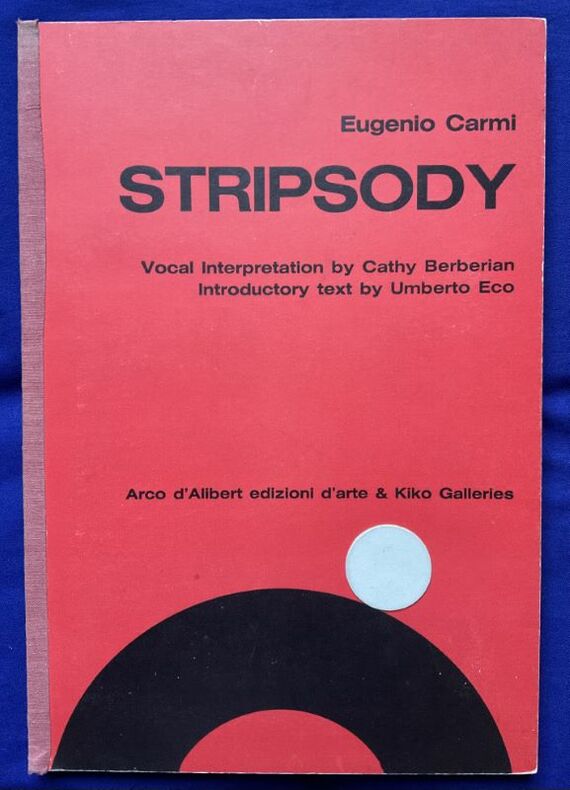 Eugenio Carmi
STRIPSODY
Vocal Interpretation by Cathy Berberian
Introductory text by Umberto Eco
Arco d'Alibert edizioni d'arte & Kiko Galleries